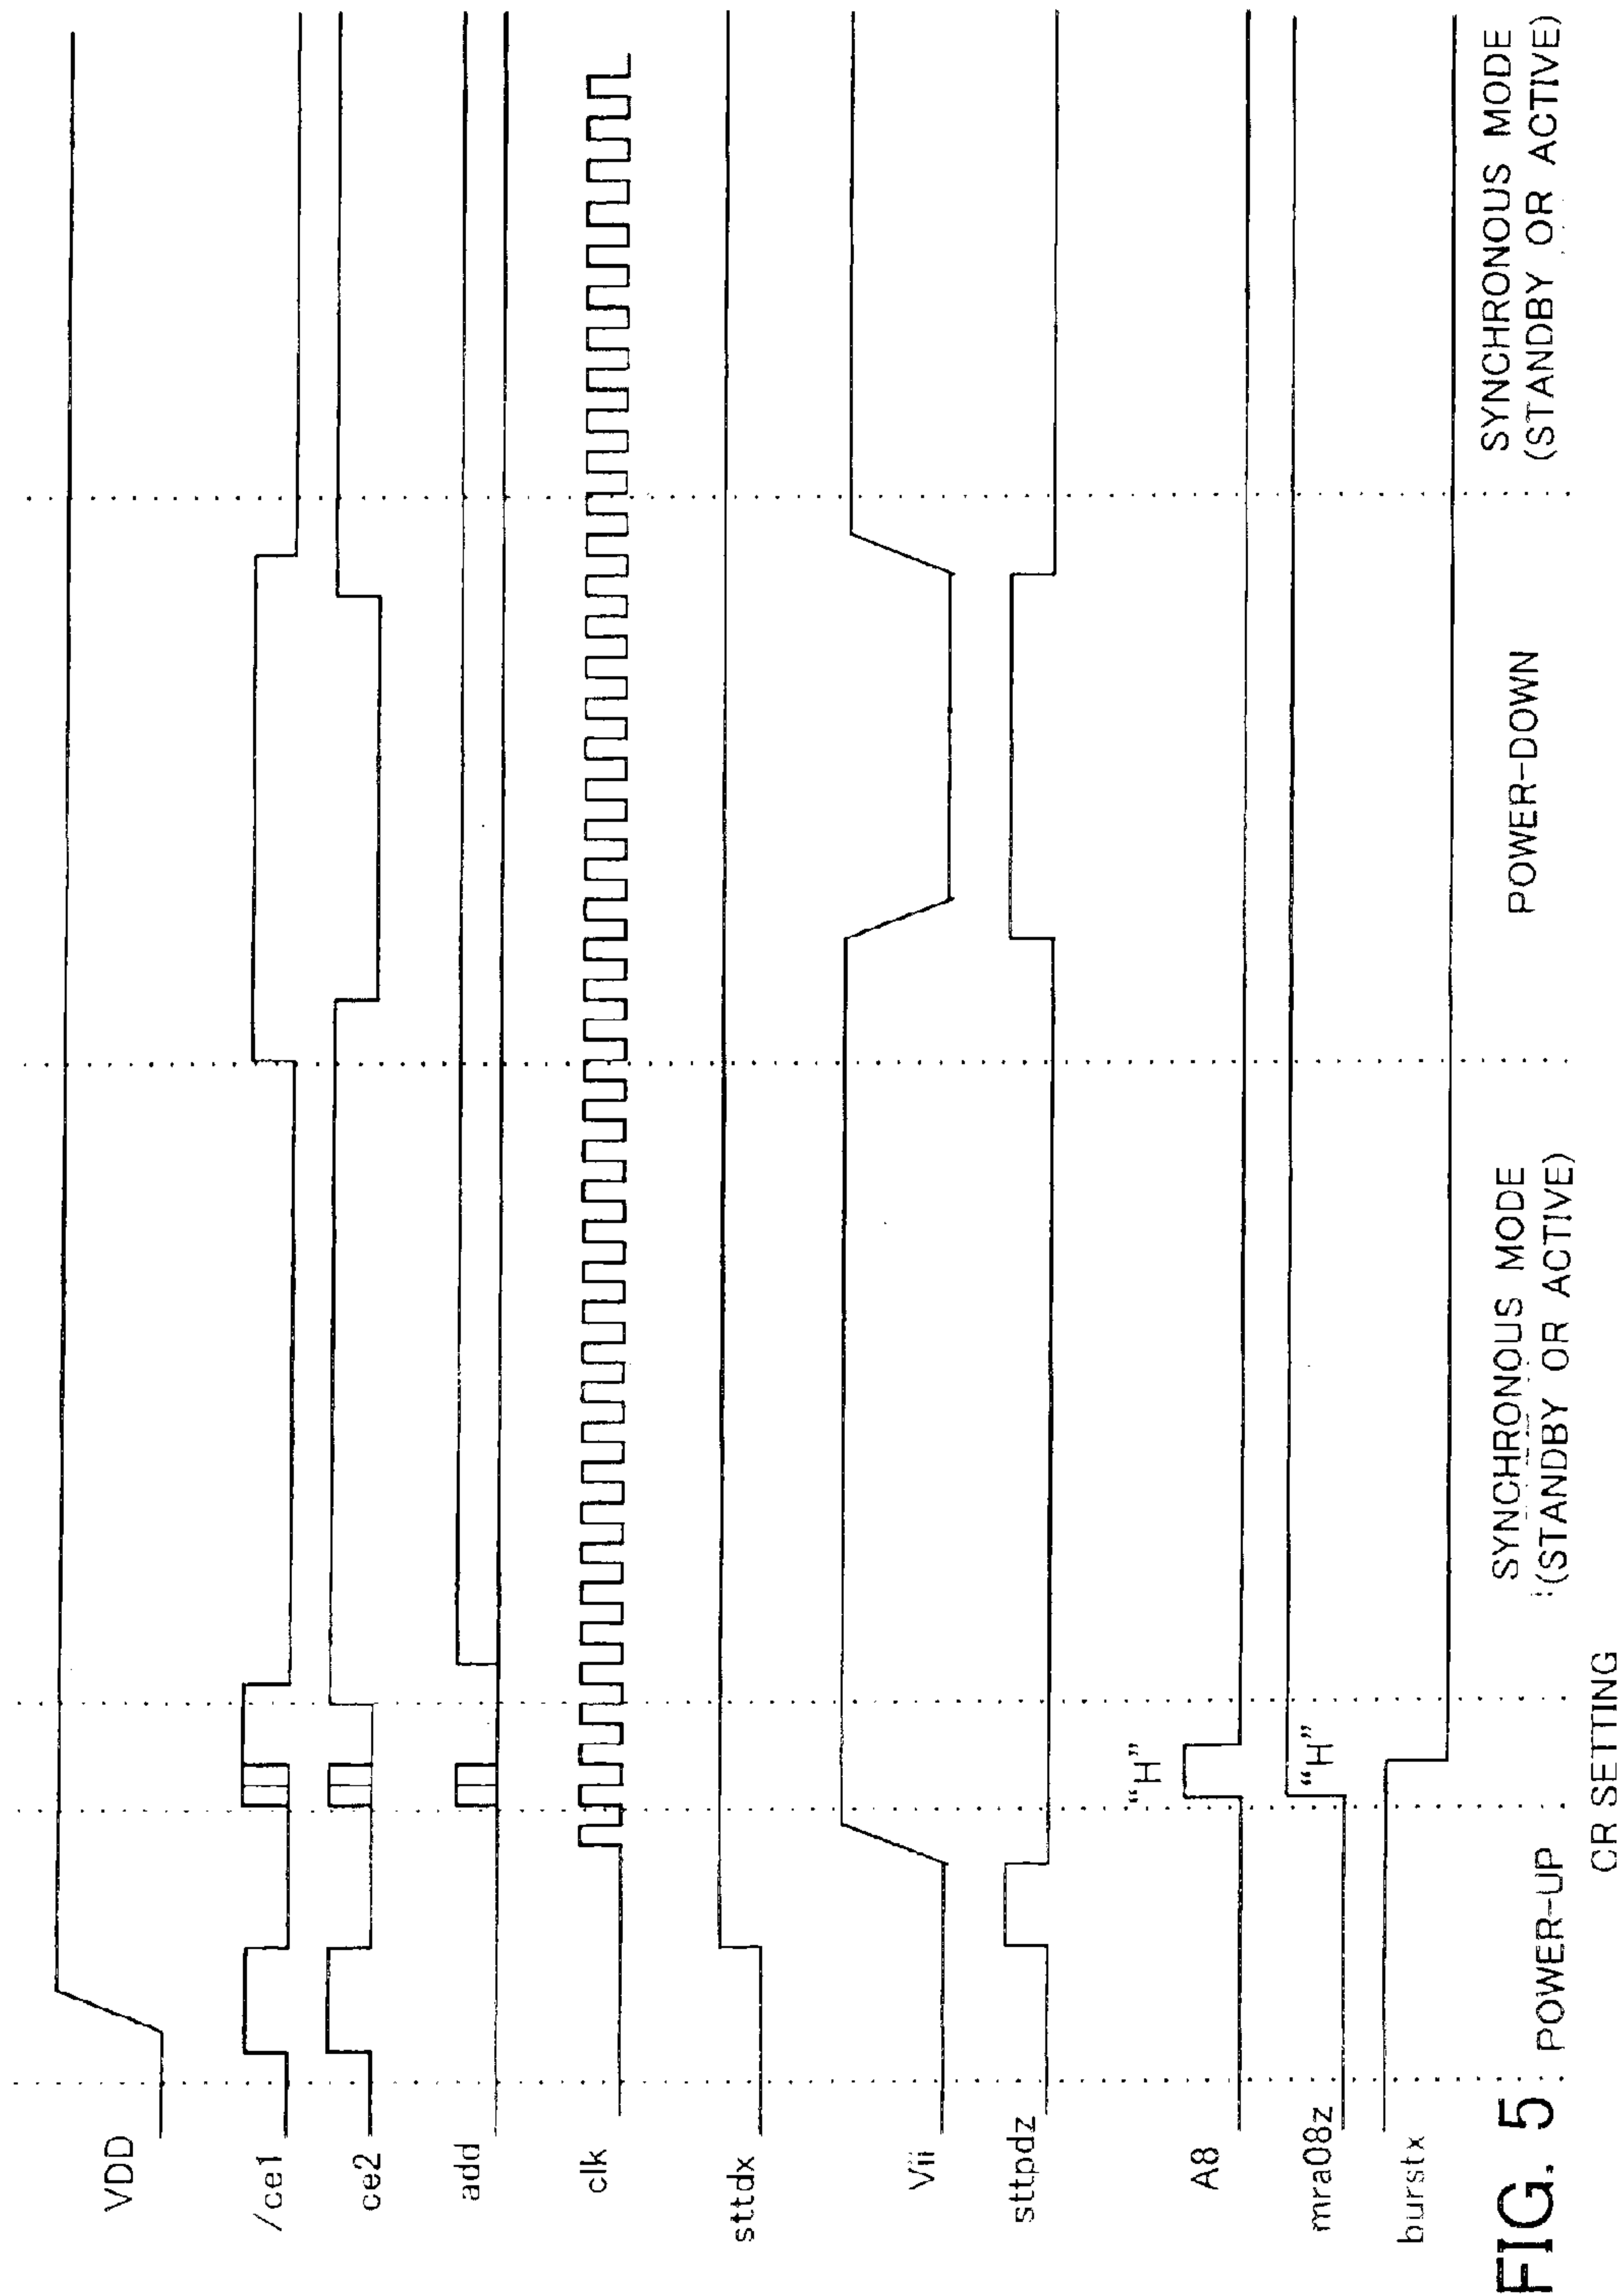 VDD
/ce1
ce2
add
clk
sttdx
Vii
sttpdz
A8
"H"
mra08z
"H"
burstx
FIG. 5
POWER-UP
CR SETTING
SYNCHRONOUS MODE
(STANDBY OR ACTIVE)
POWER-DOWN
SYNCHRONOUS MODE
(STANDBY OR ACTIVE)